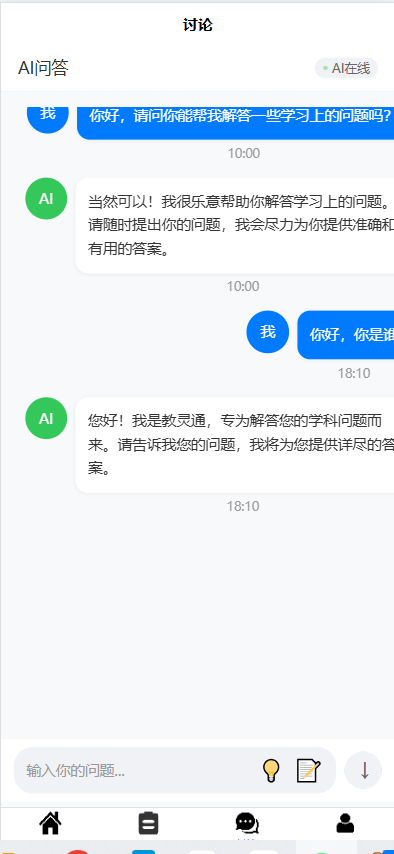 讨论
AI问答
AI在线
我
你好，请问你能帮我解答一些学习上的问题吗？
10:00
AI
当然可以！我很乐意帮助你解答学习上的问题。
请随时提出你的问题，我会尽力为你提供准确和
有用的答案。
10:00
我
你好，你是
18:10
AI
您好！我是教灵通，专为解答您的学科问题而
来。请告诉我您的问题，我将为您提供详尽的答
案。
18:10
输入你的问题...